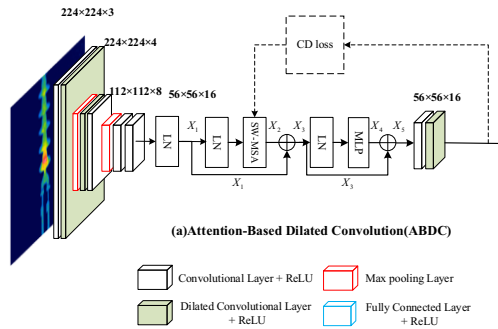 224×224×3
224×224×4
112×112×8
56×56×16
CD loss
56×56×16
LN
X1
LN
SW-MSA
X2
X3
LN
MLP
X4
X5
X1
X3
(a)Attention-Based Dilated Convolution(ABDC)
Convolutional Layer + ReLU
Max pooling Layer
Dilated Convolutional Layer
+ ReLU
Fully Connected Layer
+ ReLU